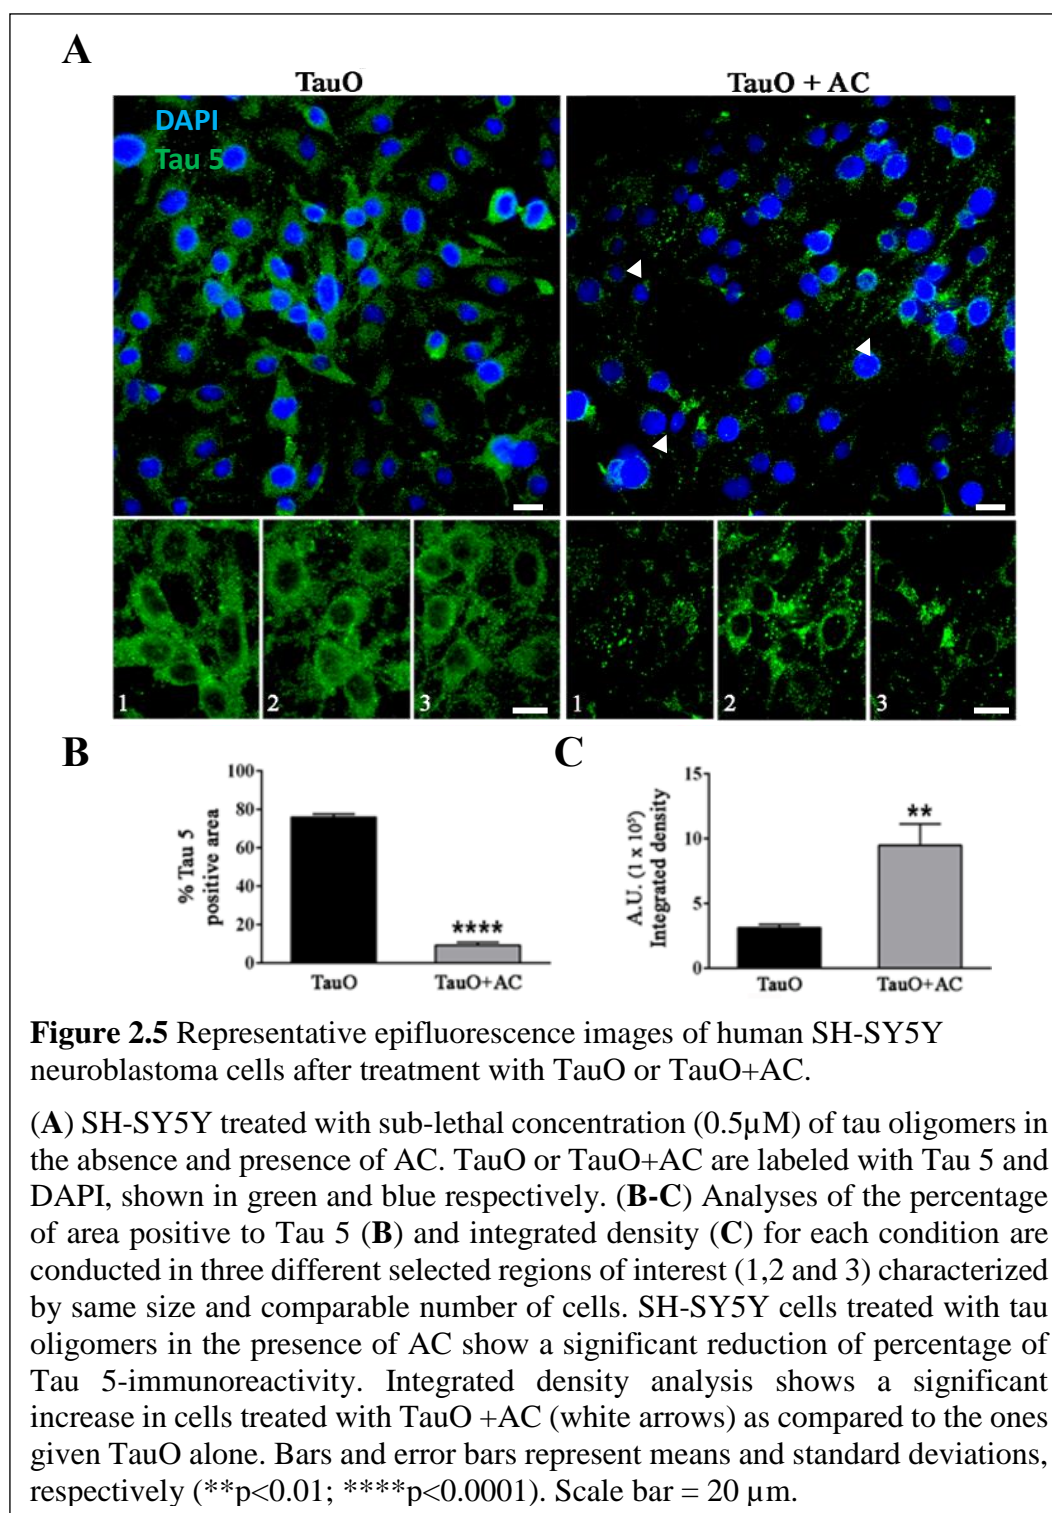 A
TauO
TauO + AC
DAPI
Tau 5
1
2
3
1
2
3
B
C
% Tau 5
positive area
100
80
60
40
20
0
****
TauO
TauO+AC
A.U. (1 x 10⁵)
Integrated density
15
10
5
0
**
TauO
TauO+AC
Figure 2.5 Representative epifluorescence images of human SH-SY5Y
neuroblastoma cells after treatment with TauO or TauO+AC.
(A) SH-SY5Y treated with sub-lethal concentration (0.5µM) of tau oligomers in
the absence and presence of AC. TauO or TauO+AC are labeled with Tau 5 and
DAPI, shown in green and blue respectively. (B-C) Analyses of the percentage
of area positive to Tau 5 (B) and integrated density (C) for each condition are
conducted in three different selected regions of interest (1,2 and 3) characterized
by same size and comparable number of cells. SH-SY5Y cells treated with tau
oligomers in the presence of AC show a significant reduction of percentage of
Tau 5-immunoreactivity. Integrated density analysis shows a significant
increase in cells treated with TauO +AC (white arrows) as compared to the ones
given TauO alone. Bars and error bars represent means and standard deviations,
respectively (**p<0.01; ****p<0.0001). Scale bar = 20 µm.